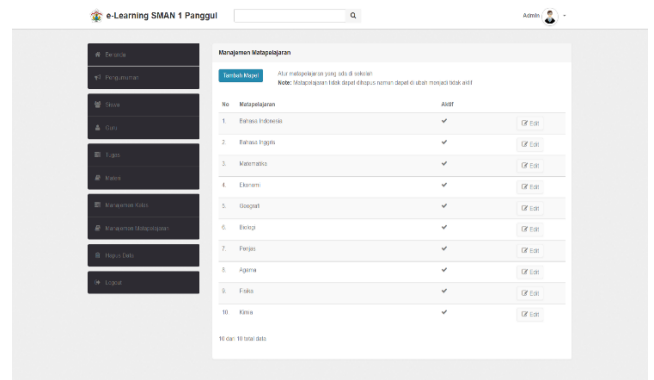 e-Learning SMAN 1 Panggul
Admin
Beranda
Pengumuman
Siswa
Guru
Tugas
Materi
Manajemen Kelas
Manajemen Matapelajaran
Hapus Data
Logout
Manajemen Matapelajaran
Tambah Mapel
Atur matapelajaran yang ada di sekolah
Note: Matapelajaran tidak dapat dihapus namun dapat di ubah menjadi tidak aktif
No Matapelajaran Aktif
1. Bahasa Indonesia Edit
2. Bahasa Inggris Edit
3. Matematika Edit
4. Ekonomi Edit
5. Geografi Edit
6. Biologi Edit
7. Penjas Edit
8. Agama Edit
9. Fisika Edit
10. Kimia Edit
10 dari 10 total data